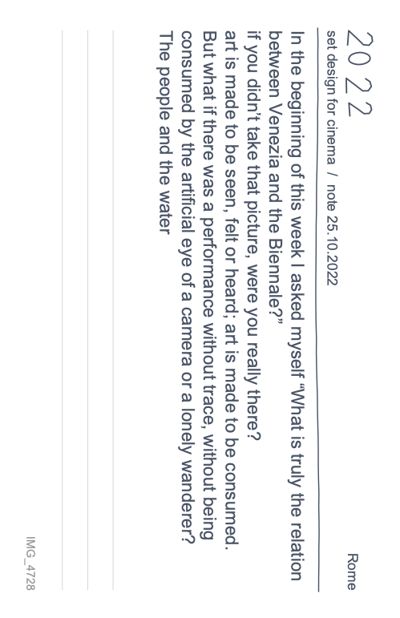 2022
Rome
set design for cinema / note 25.10.2022
In the beginning of this week I asked myself “What is truly the relation
between Venezia and the Biennale?”
if you didn't take that picture, were you really there?
art is made to be seen, felt or heard; art is made to be consumed.
But what if there was a performance without trace, without being
consumed by the artificial eye of a camera or a lonely wanderer?
The people and the water
IMG_4728